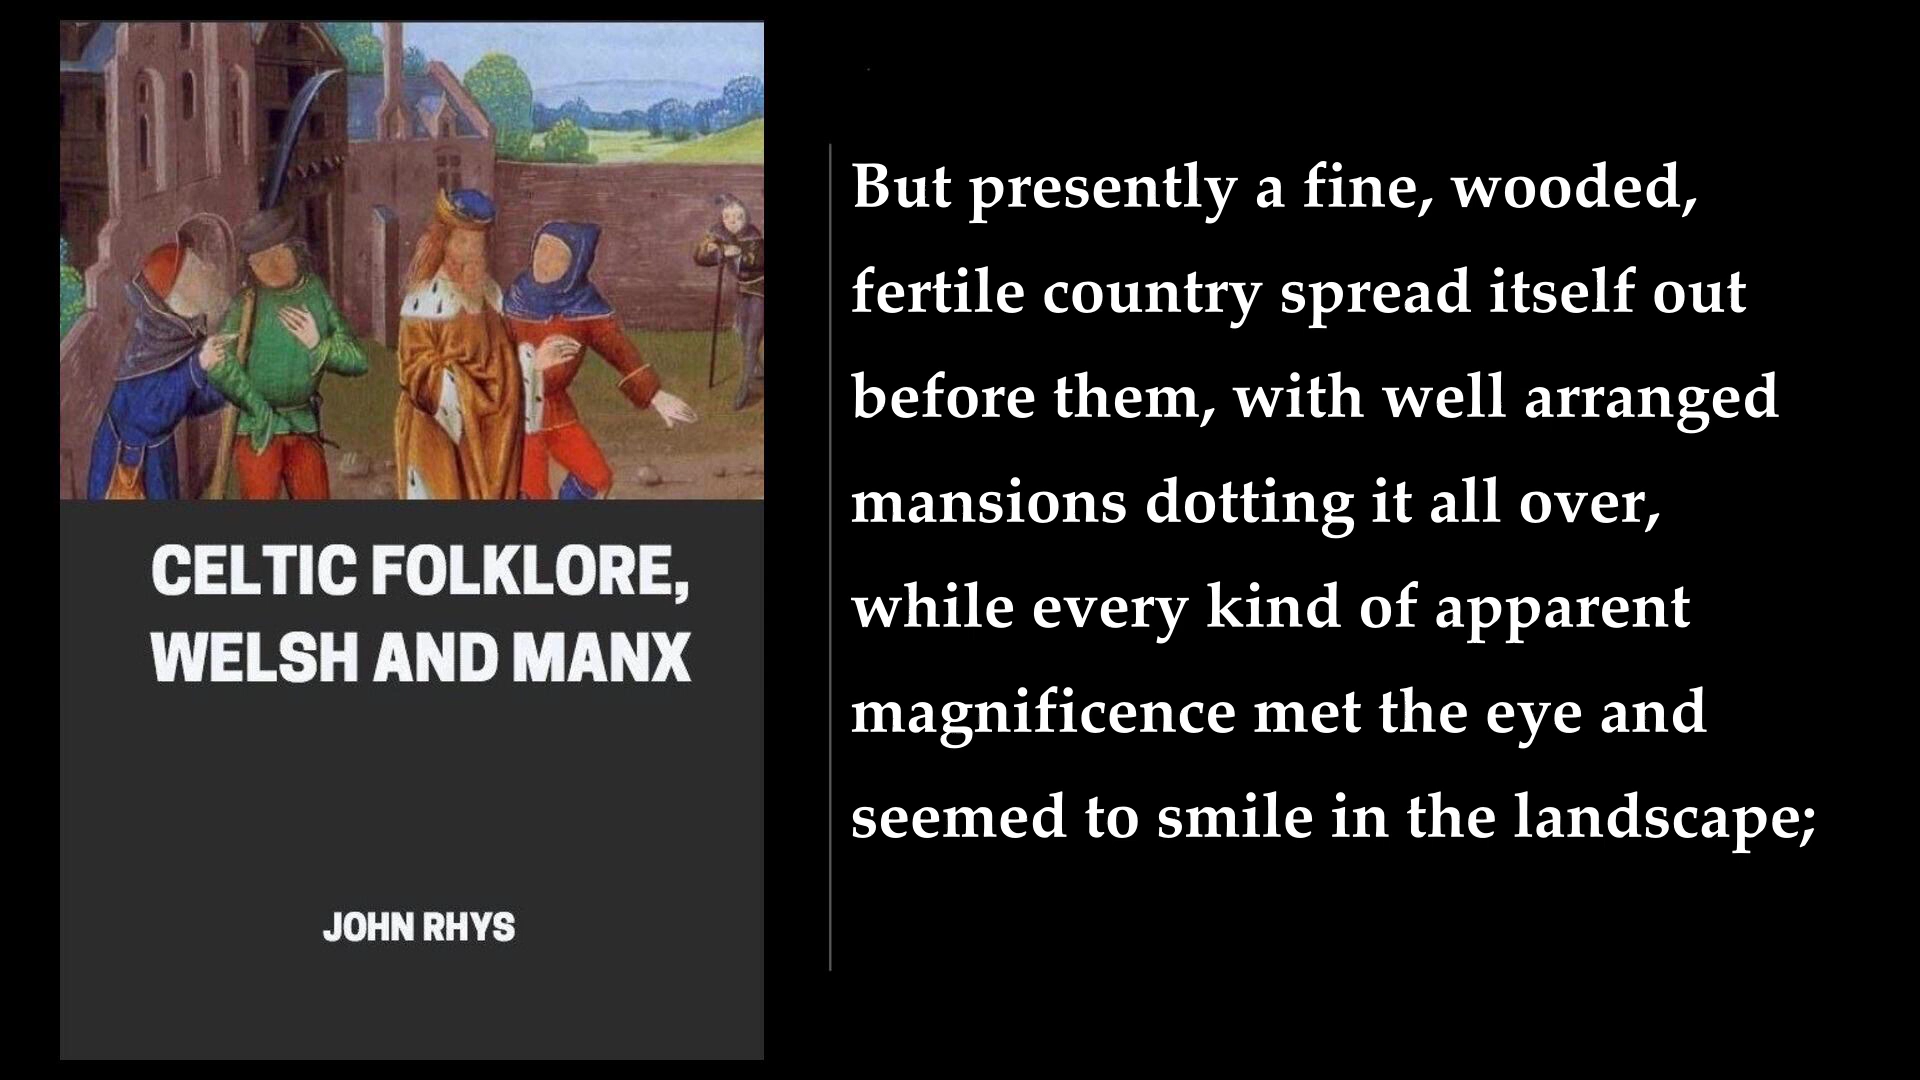 CELTIC FOLKLORE,
WELSH AND MANX
JOHN RHYS
But presently a fine, wooded,
fertile country spread itself out
before them, with well arranged
mansions dotting it all over,
while every kind of apparent
magnificence met the eye and
seemed to smile in the landscape;